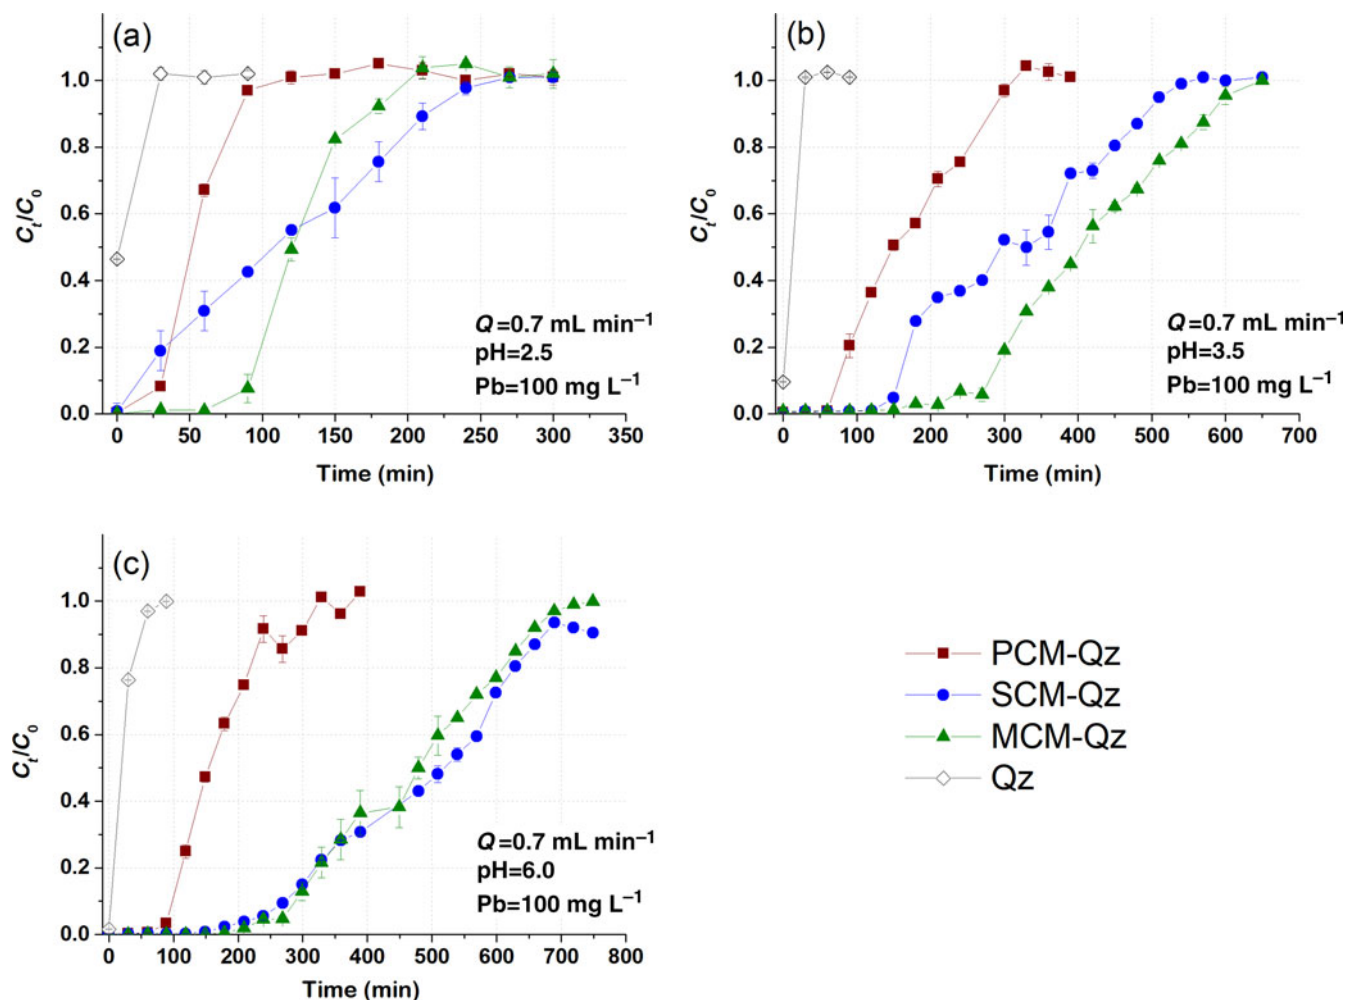 (a)
1.0
0.8
0.6
0.4
0.2
0.0
Cₜ/C₀
Q=0.7 mL min⁻¹
pH=2.5
Pb=100 mg L⁻¹
0 50 100 150 200 250 300 350
Time (min)
(b)
1.0
0.8
0.6
0.4
0.2
0.0
Cₜ/C₀
Q=0.7 mL min⁻¹
pH=3.5
Pb=100 mg L⁻¹
0 100 200 300 400 500 600 700
Time (min)
(c)
1.0
0.8
0.6
0.4
0.2
0.0
Cₜ/C₀
Q=0.7 mL min⁻¹
pH=6.0
Pb=100 mg L⁻¹
0 100 200 300 400 500 600 700 800
Time (min)
PCM-Qz
SCM-Qz
MCM-Qz
Qz